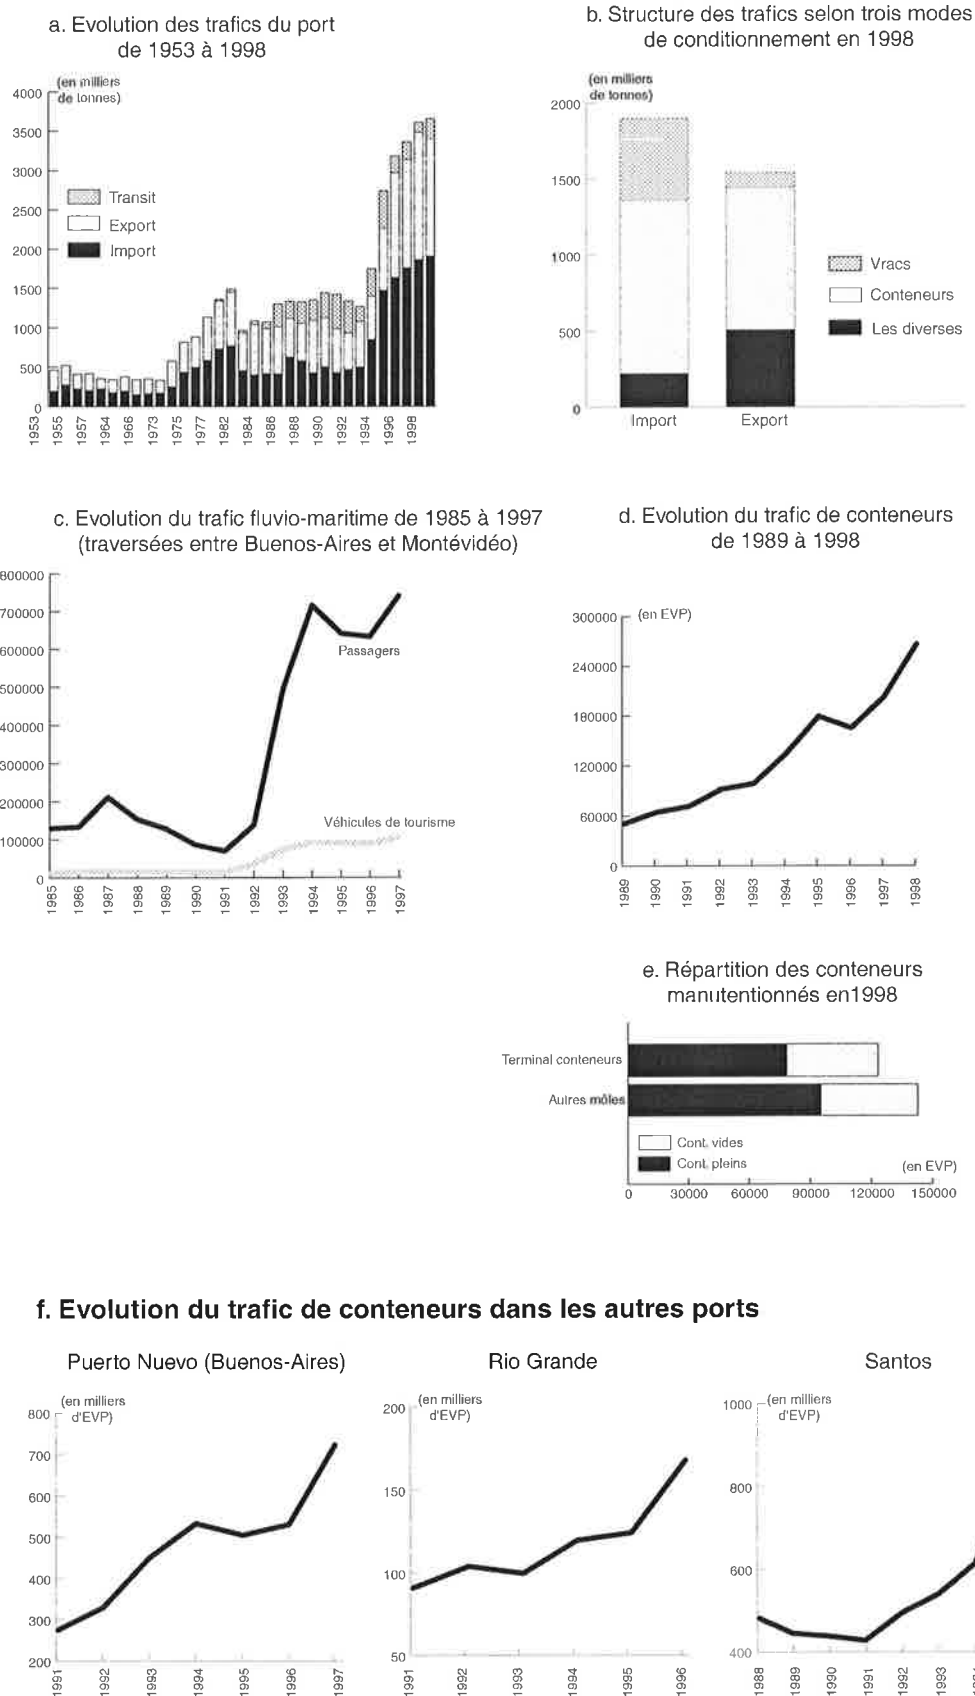 a. Evolution des trafics du port
de 1953 à 1998
(en milliers
de tonnes)
4000
3500
3000
2500
2000
1500
1000
500
0
Transit
Export
Import
1953
1955
1957
1964
1968
1973
1975
1977
1982
1984
1986
1988
1990
1992
1994
1996
1998
b. Structure des trafics selon trois modes
de conditionnement en 1998
(en milliers
de tonnes)
2000
1500
1000
500
0
Vracs
Conteneurs
Les diverses
Import Export
c. Evolution du trafic fluvio-maritime de 1985 à 1997
(traversées entre Buenos-Aires et Montévidéo)
800000
700000
600000
500000
400000
300000
200000
100000
0
Passagers
Véhicules de tourisme
1985
1986
1987
1988
1989
1990
1991
1992
1993
1994
1995
1996
1997
d. Evolution du trafic de conteneurs
de 1989 à 1998
(en EVP)
300000
240000
180000
120000
60000
0
1989
1990
1991
1992
1993
1994
1995
1996
1997
1998
e. Répartition des conteneurs
manutentionnés en1998
Terminal conteneurs
Autres môles
Cont. vides
Cont. pleins
(en EVP)
0 30000 60000 90000 120000 150000
f. Evolution du trafic de conteneurs dans les autres ports
Puerto Nuevo (Buenos-Aires)
(en milliers
d'EVP)
800
700
600
500
400
300
200
1991
1992
1993
1994
1995
1996
1997
Rio Grande
(en milliers
d'EVP)
200
150
100
50
1991
1992
1993
1994
1995
1996
Santos
(en milliers
d'EVP)
1000
800
600
400
1988
1989
1990
1991
1992
1993